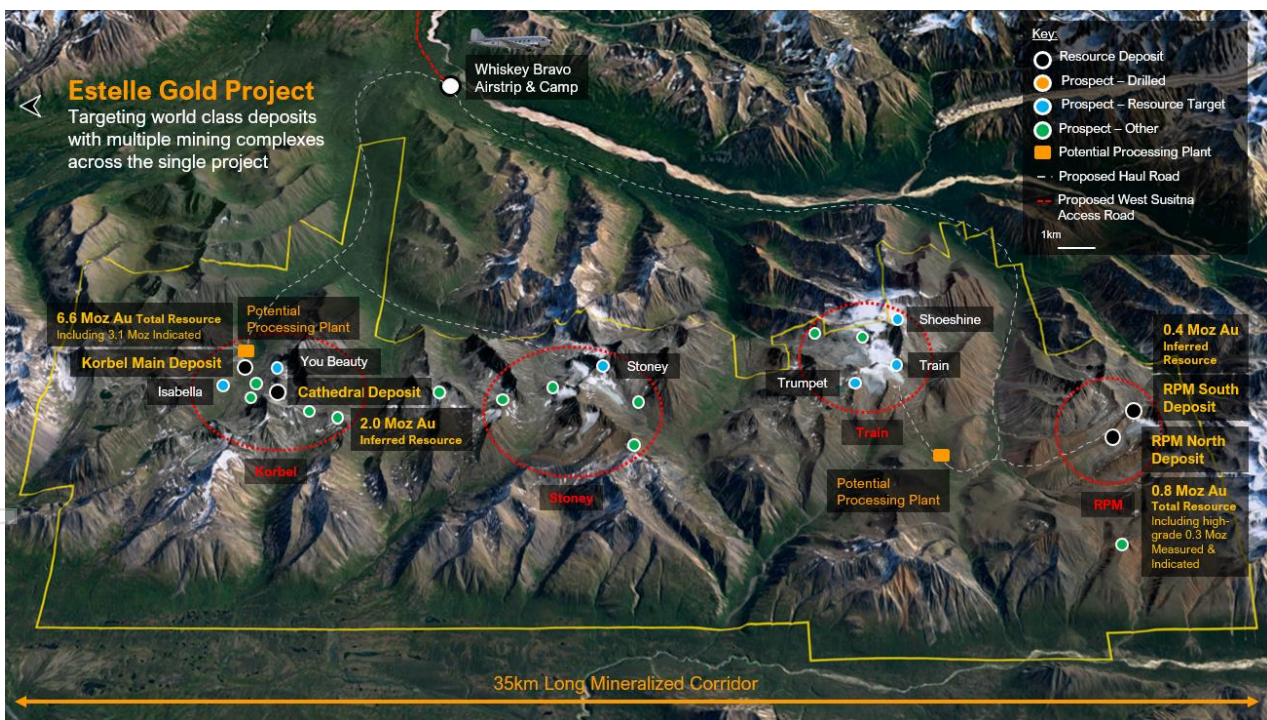 Estelle Gold Project
Targeting world class deposits
with multiple mining complexes
across the single project
Whiskey Bravo
Airstrip & Camp
Key:
Resource Deposit
Prospect – Drilled
Prospect – Resource Target
Prospect – Other
Potential Processing Plant
Proposed Haul Road
Proposed West Susitna
Access Road
1km
6.6 Moz Au Total Resource
Including 3.1 Moz Indicated
Potential
Processing Plant
Korbel Main Deposit
You Beauty
Isabella
Cathedral Deposit
2.0 Moz Au
Inferred Resource
Korbel
Stoney
Stoney
Shoeshine
Train
Trumpet
Train
Potential
Processing Plant
0.4 Moz Au
Inferred
Resource
RPM South
Deposit
RPM North
Deposit
RPM
0.8 Moz Au
Total Resource
Including high-
grade 0.3 Moz
Measured &
Indicated
35km Long Mineralized Corridor